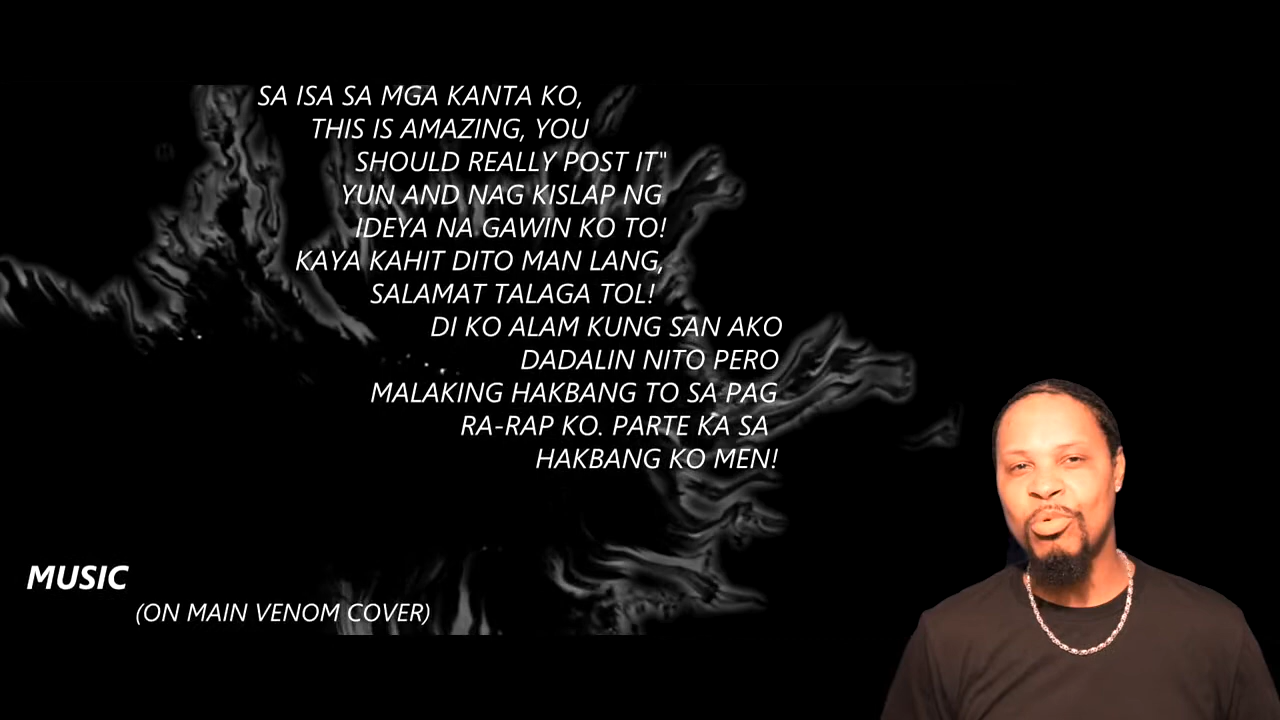 SA ISA SA MGA KANTA KO,
THIS IS AMAZING, YOU
SHOULD REALLY POST IT"
YUN AND NAG KISLAP NG
IDEYA NA GAWIN KO TO!
KAYA KAHIT DITO MAN LANG,
SALAMAT TALAGA TOL!
DI KO ALAM KUNG SAN AKO
DADALIN NITO PERO
MALAKING HAKBANG TO SA PAG
RA-RAP KO. PARTE KA SA
HAKBANG KO MEN!
MUSIC
(ON MAIN VENOM COVER)